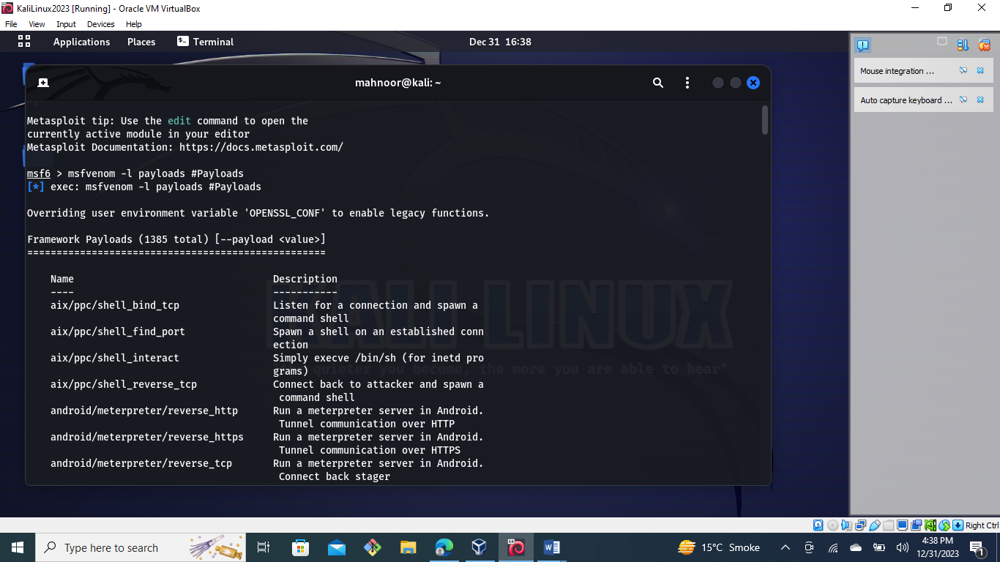 KaliLinux2023 [Running] - Oracle VM VirtualBox
File View Input Devices Help
Applications Places Terminal Dec 31 16:38
mahnoor@kali: ~
Metasploit tip: Use the edit command to open the
currently active module in your editor
Metasploit Documentation: https://docs.metasploit.com/
msf6 > msfvenom -l payloads #Payloads
[*] exec: msfvenom -l payloads #Payloads
Overriding user environment variable 'OPENSSL_CONF' to enable legacy functions.
Framework Payloads (1385 total) [--payload <value>]
===================================================
Name Description
---- -----------
aix/ppc/shell_bind_tcp Listen for a connection and spawn a
command shell
aix/ppc/shell_find_port Spawn a shell on an established conn
ection
aix/ppc/shell_interact Simply execve /bin/sh (for inetd pro
grams)
aix/ppc/shell_reverse_tcp Connect back to attacker and spawn a
command shell
android/meterpreter/reverse_http Run a meterpreter server in Android.
Tunnel communication over HTTP
android/meterpreter/reverse_https Run a meterpreter server in Android.
Tunnel communication over HTTPS
android/meterpreter/reverse_tcp Run a meterpreter server in Android.
Connect back stager
KALI LINUX
quieter you become, the more you are able to hear"
Mouse integration ...
Auto capture keyboard ...
Right Ctrl
Type here to search
15°C Smoke
4:38 PM
12/31/2023
1